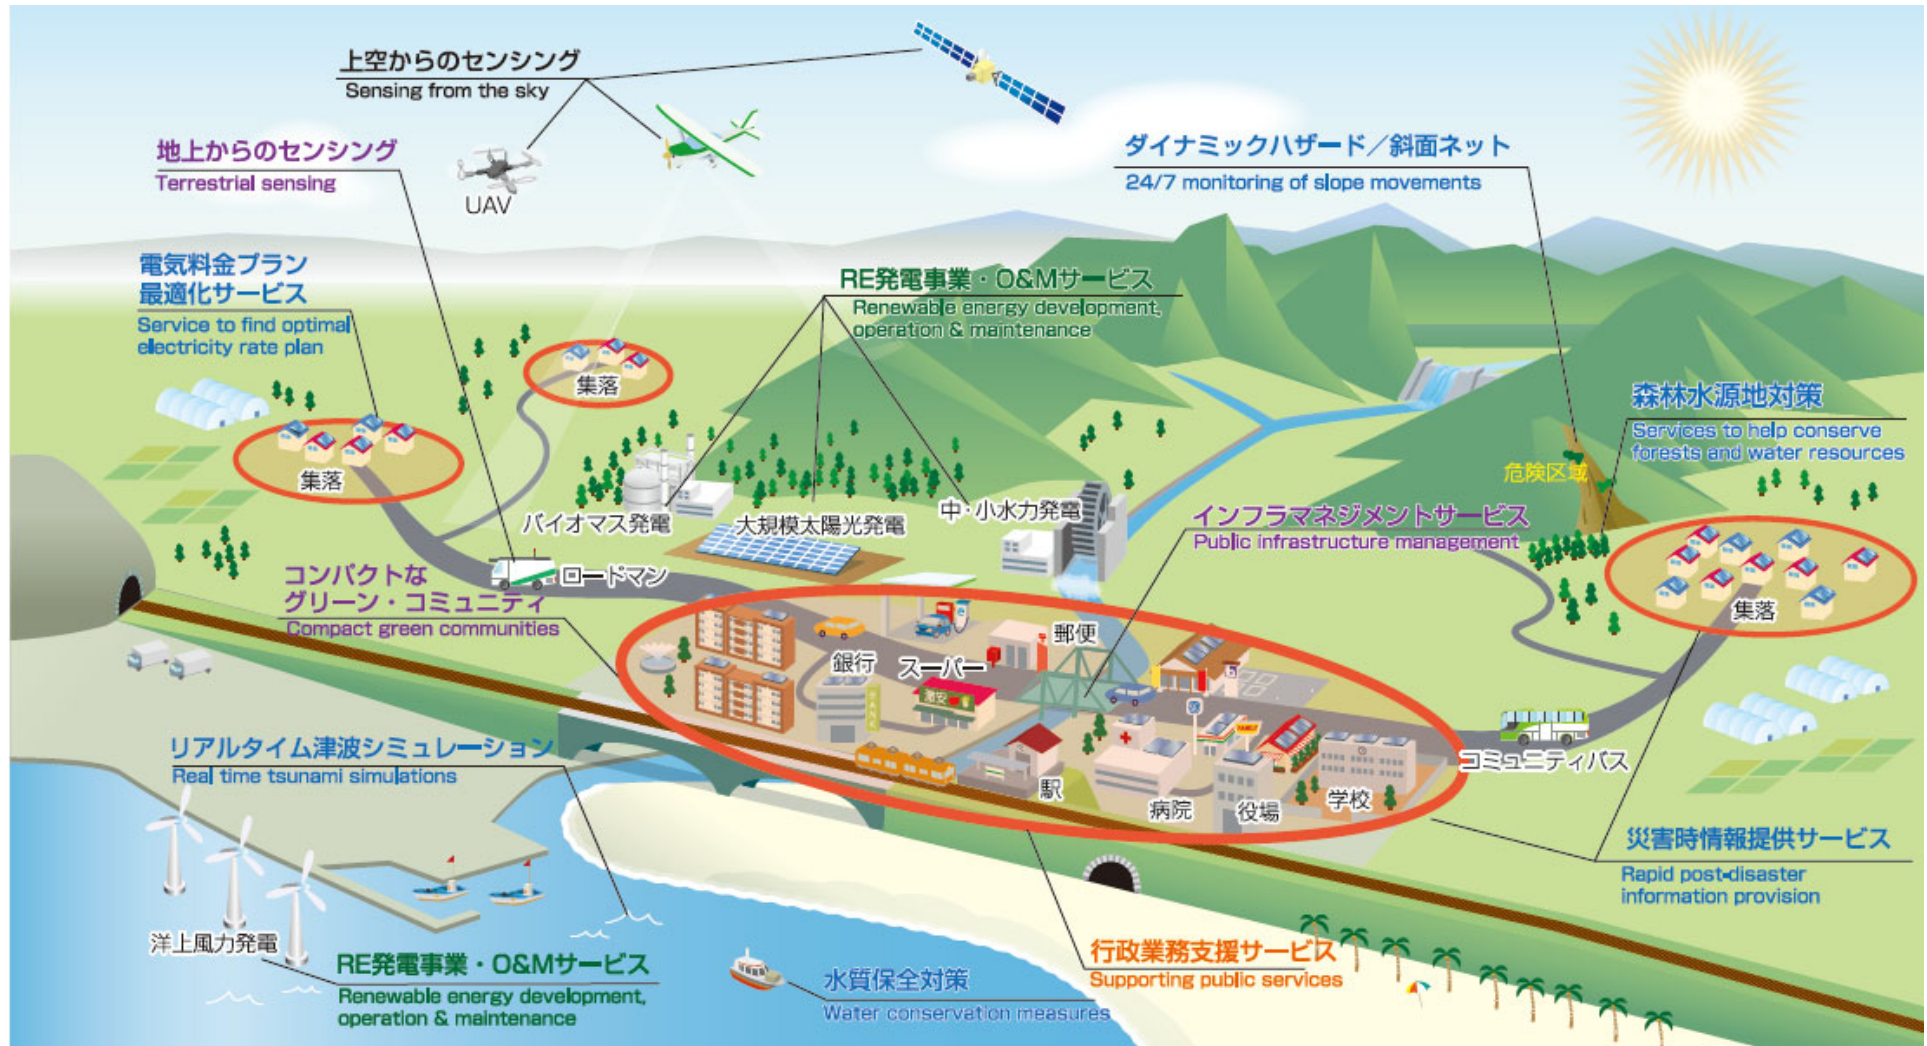 上空からのセンシング
Sensing from the sky
地上からのセンシング
Terrestrial sensing
UAV
ダイナミックハザード／斜面ネット
24/7 monitoring of slope movements
電気料金プラン
最適化サービス
Service to find optimal
electricity rate plan
RE発電事業・O&Mサービス
Renewable energy development,
operation & maintenance
集落
集落
森林水源地対策
Services to help conserve
forests and water resources
危険区域
バイオマス発電
大規模太陽光発電
中・小水力発電
インフラマネジメントサービス
Public infrastructure management
ロードマン
コンパクトな
グリーン・コミュニティ
Compact green communities
集落
郵便
銀行
スーパー
BANK
激安
リアルタイム津波シミュレーション
Real time tsunami simulations
コミュニティバス
駅
病院
役場
学校
災害時情報提供サービス
Rapid post-disaster
information provision
洋上風力発電
RE発電事業・O&Mサービス
Renewable energy development,
operation & maintenance
水質保全対策
Water conservation measures
行政業務支援サービス
Supporting public services